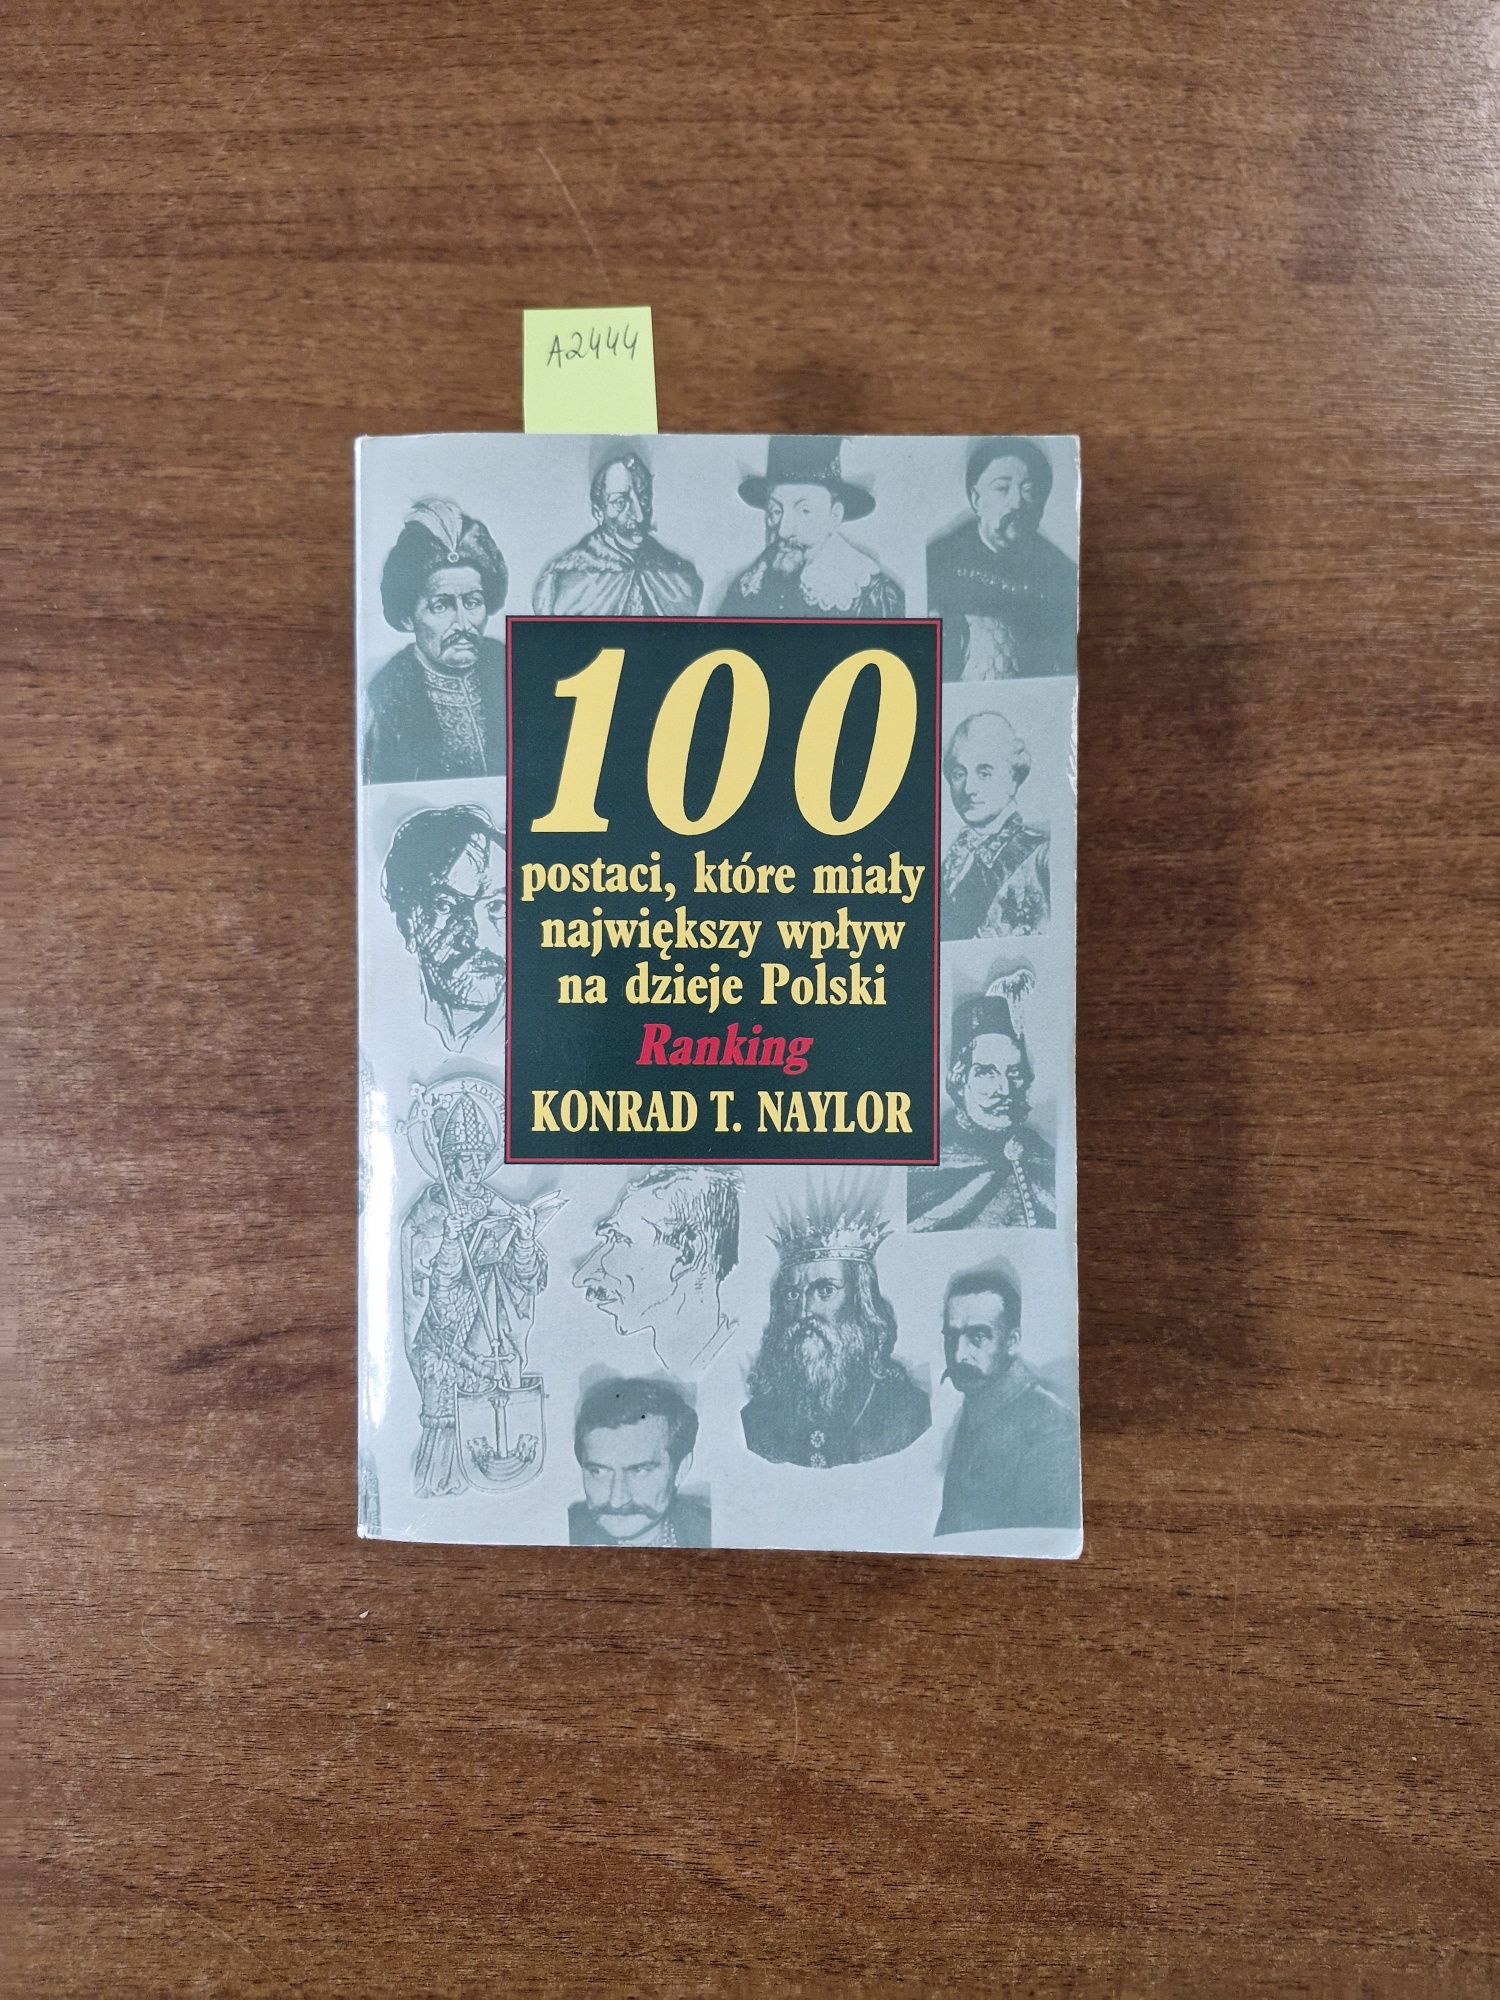 A2444
100
postaci, które miały
największy wpływ
na dzieje Polski
Ranking
KONRAD T. NAYLOR